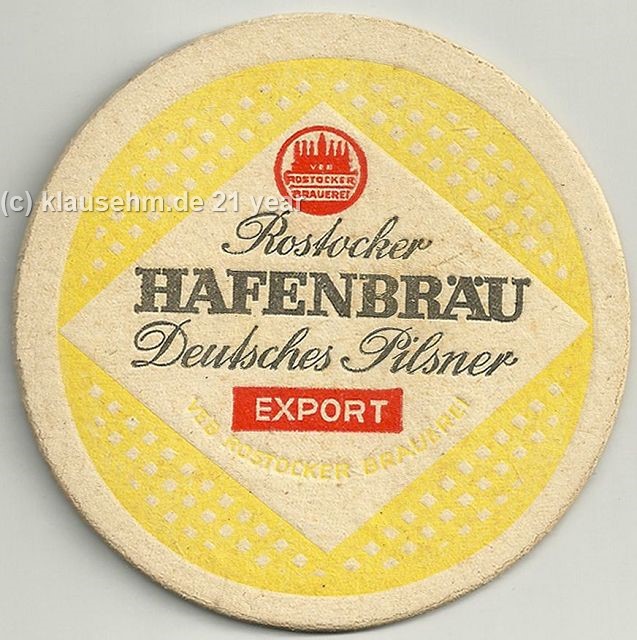 VEB
ROSTOCKER
BRAUEREI
(c) klausehm.de 21 year
Rostocker
HAFENBRÄU
Deutsches Pilsner
EXPORT
VEB ROSTOCKER BRAUEREI